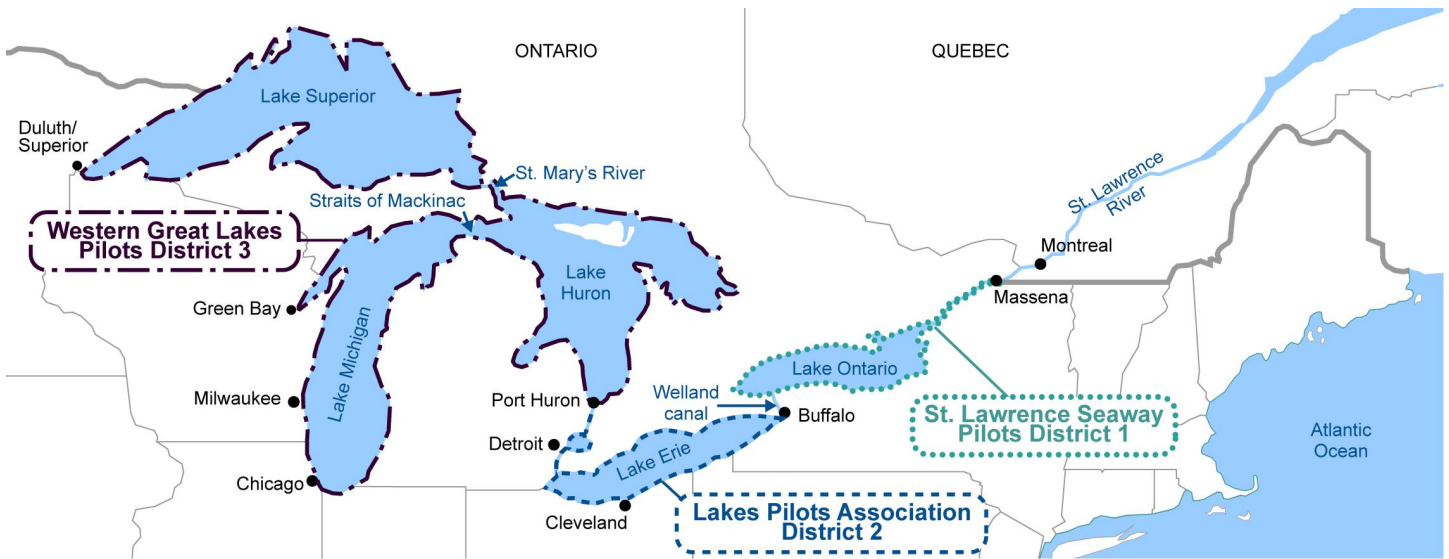 ONTARIO
QUEBEC
Lake Superior
Duluth/
Superior
St. Mary's River
Straits of Mackinac
St. Lawrence
River
Western Great Lakes
Pilots District 3
Montreal
Lake
Huron
Massena
Green Bay
Lake Michigan
Lake Ontario
Milwaukee
Port Huron
Welland
canal
Buffalo
St. Lawrence Seaway
Pilots District 1
Detroit
Atlantic
Ocean
Lake Erie
Chicago
Cleveland
Lakes Pilots Association
District 2